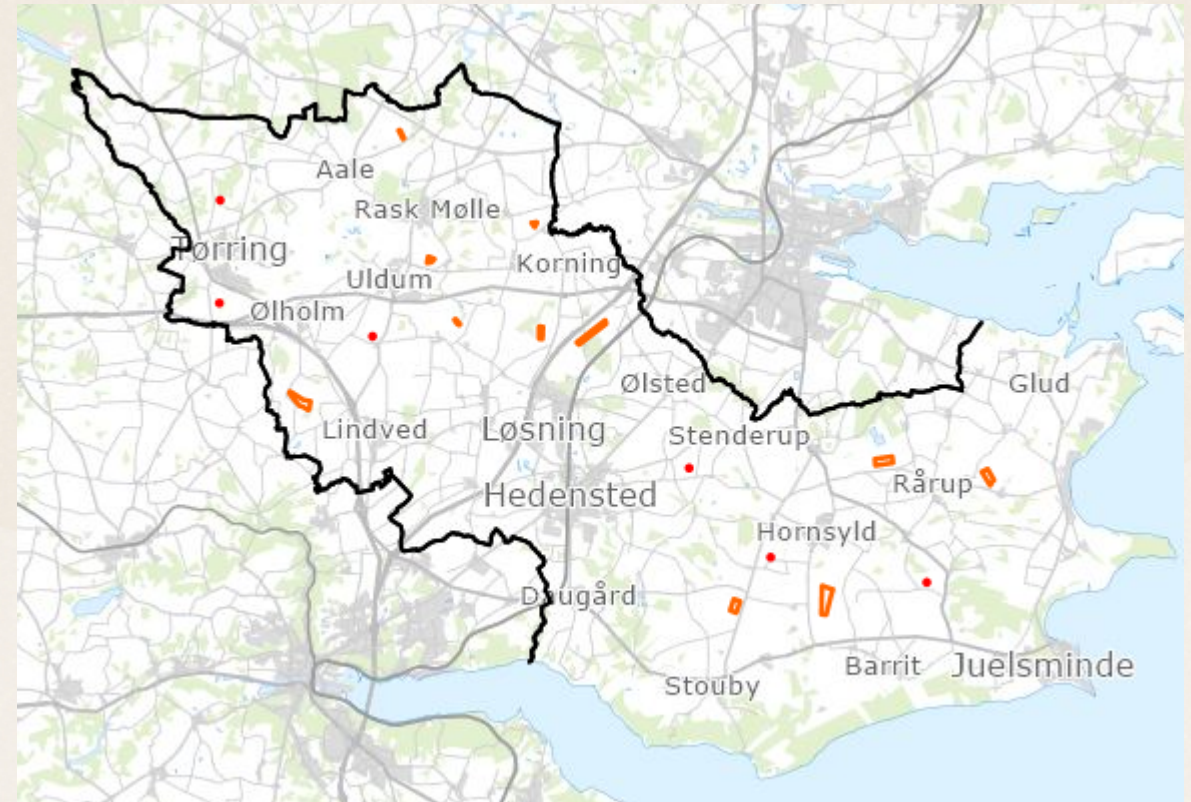 Aale
Rask Mølle
Tørring
Korning
Uldum
Ølholm
Ølsted
Glud
Lindved
Løsning
Stenderup
Rårup
Hedensted
Hornsyld
Daugård
Barrit
Juelsminde
Stouby